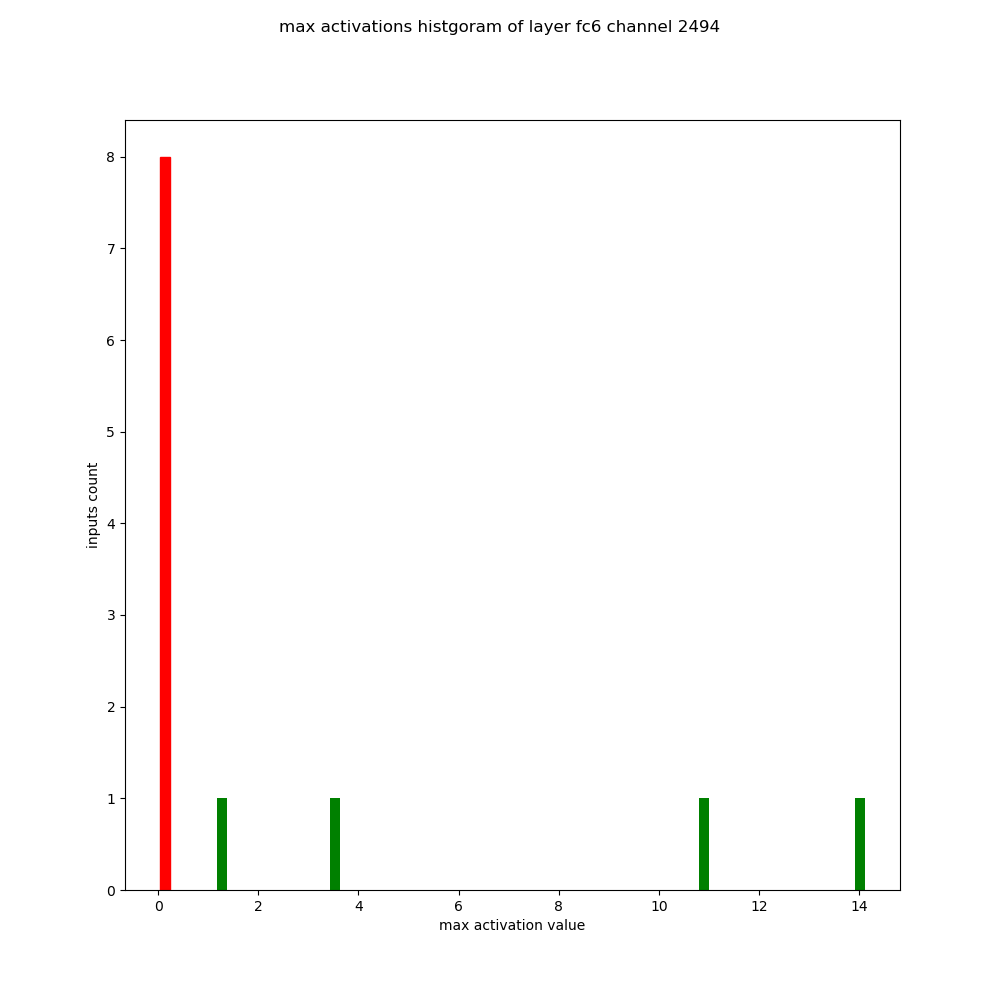 max activations histgoram of layer fc6 channel 2494
8
7
6
5
4
3
2
1
0
inputs count
0 2 4 6 8 10 12 14
max activation value